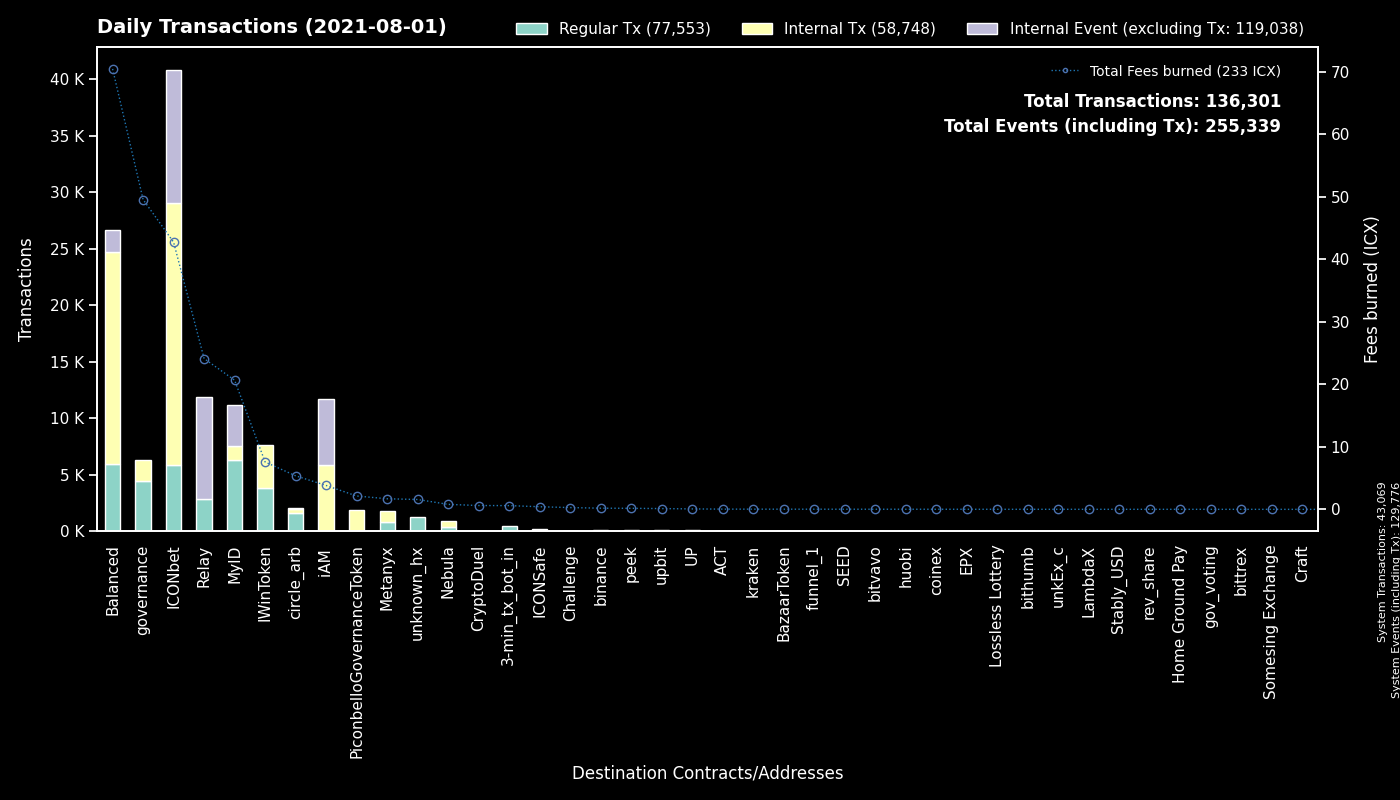 Daily Transactions (2021-08-01)
Regular Tx (77,553)
Internal Tx (58,748)
Internal Event (excluding Tx: 119,038)
Total Fees burned (233 ICX)
Total Transactions: 136,301
Total Events (including Tx): 255,339
Transactions
40 K
35 K
30 K
25 K
20 K
15 K
10 K
5 K
0 K
70
60
50
40
30
20
10
0
Fees burned (ICX)
Balanced
governance
ICONbet
Relay
MyID
IWinToken
circle_arb
iAM
PiconbelloGovernanceToken
Metanyx
unknown_hx
Nebula
CryptoDuel
3-min_tx_bot_in
ICONSafe
Challenge
binance
peek
upbit
UP
ACT
kraken
BazaarToken
funnel_1
SEED
bitvavo
huobi
coinex
EPX
Lossless Lottery
bithumb
unkEx_c
LambdaX
Stably_USD
rev_share
Home Ground Pay
gov_voting
bittrex
Somesing Exchange
Craft
Destination Contracts/Addresses
System Transactions: 43,069
System Events (including Tx): 129,776